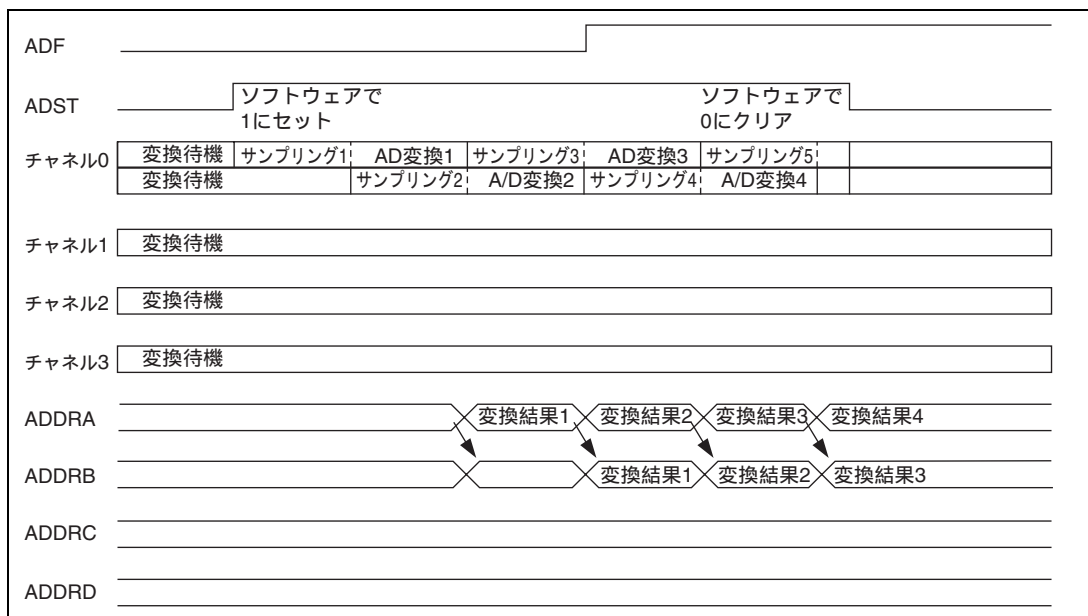 ADF
ADST
ソフトウェアで
1にセット
ソフトウェアで
0にクリア
チャネル0
変換待機 サンプリング1 AD変換1 サンプリング3 AD変換3 サンプリング5
変換待機 サンプリング2 A/D変換2 サンプリング4 A/D変換4
チャネル1 変換待機
チャネル2 変換待機
チャネル3 変換待機
ADDRA 変換結果1 変換結果2 変換結果3 変換結果4
ADDRB 変換結果1 変換結果2 変換結果3
ADDRC
ADDRD